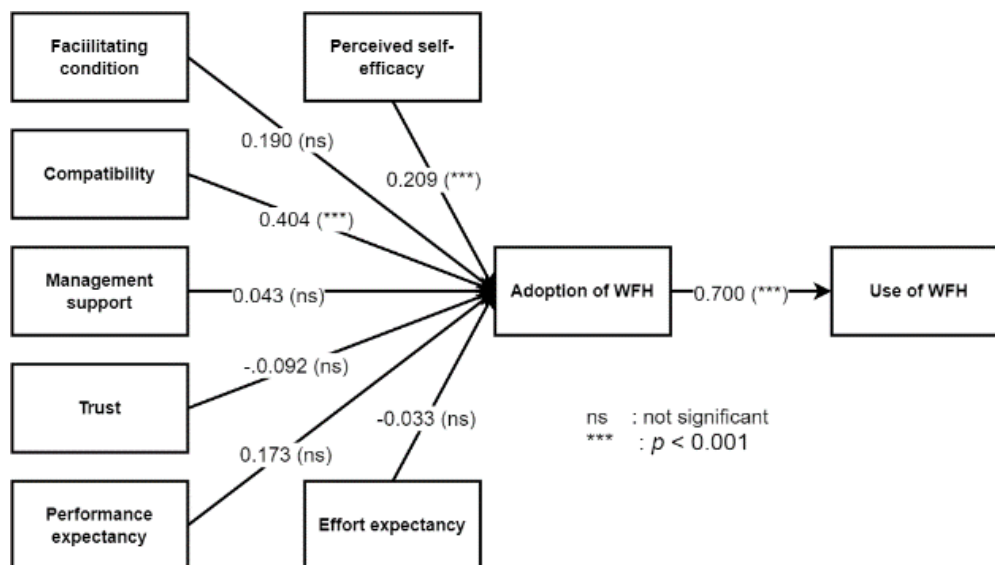 Faciilitating
condition
Perceived self-
efficacy
0.190 (ns)
Compatibility
0.209 (***)
0.404 (***)
Management
support
0.043 (ns)
Adoption of WFH
0.700 (***)
Use of WFH
-.0.092 (ns)
Trust
-0.033 (ns)
ns : not significant
*** : p < 0.001
0.173 (ns)
Performance
expectancy
Effort expectancy